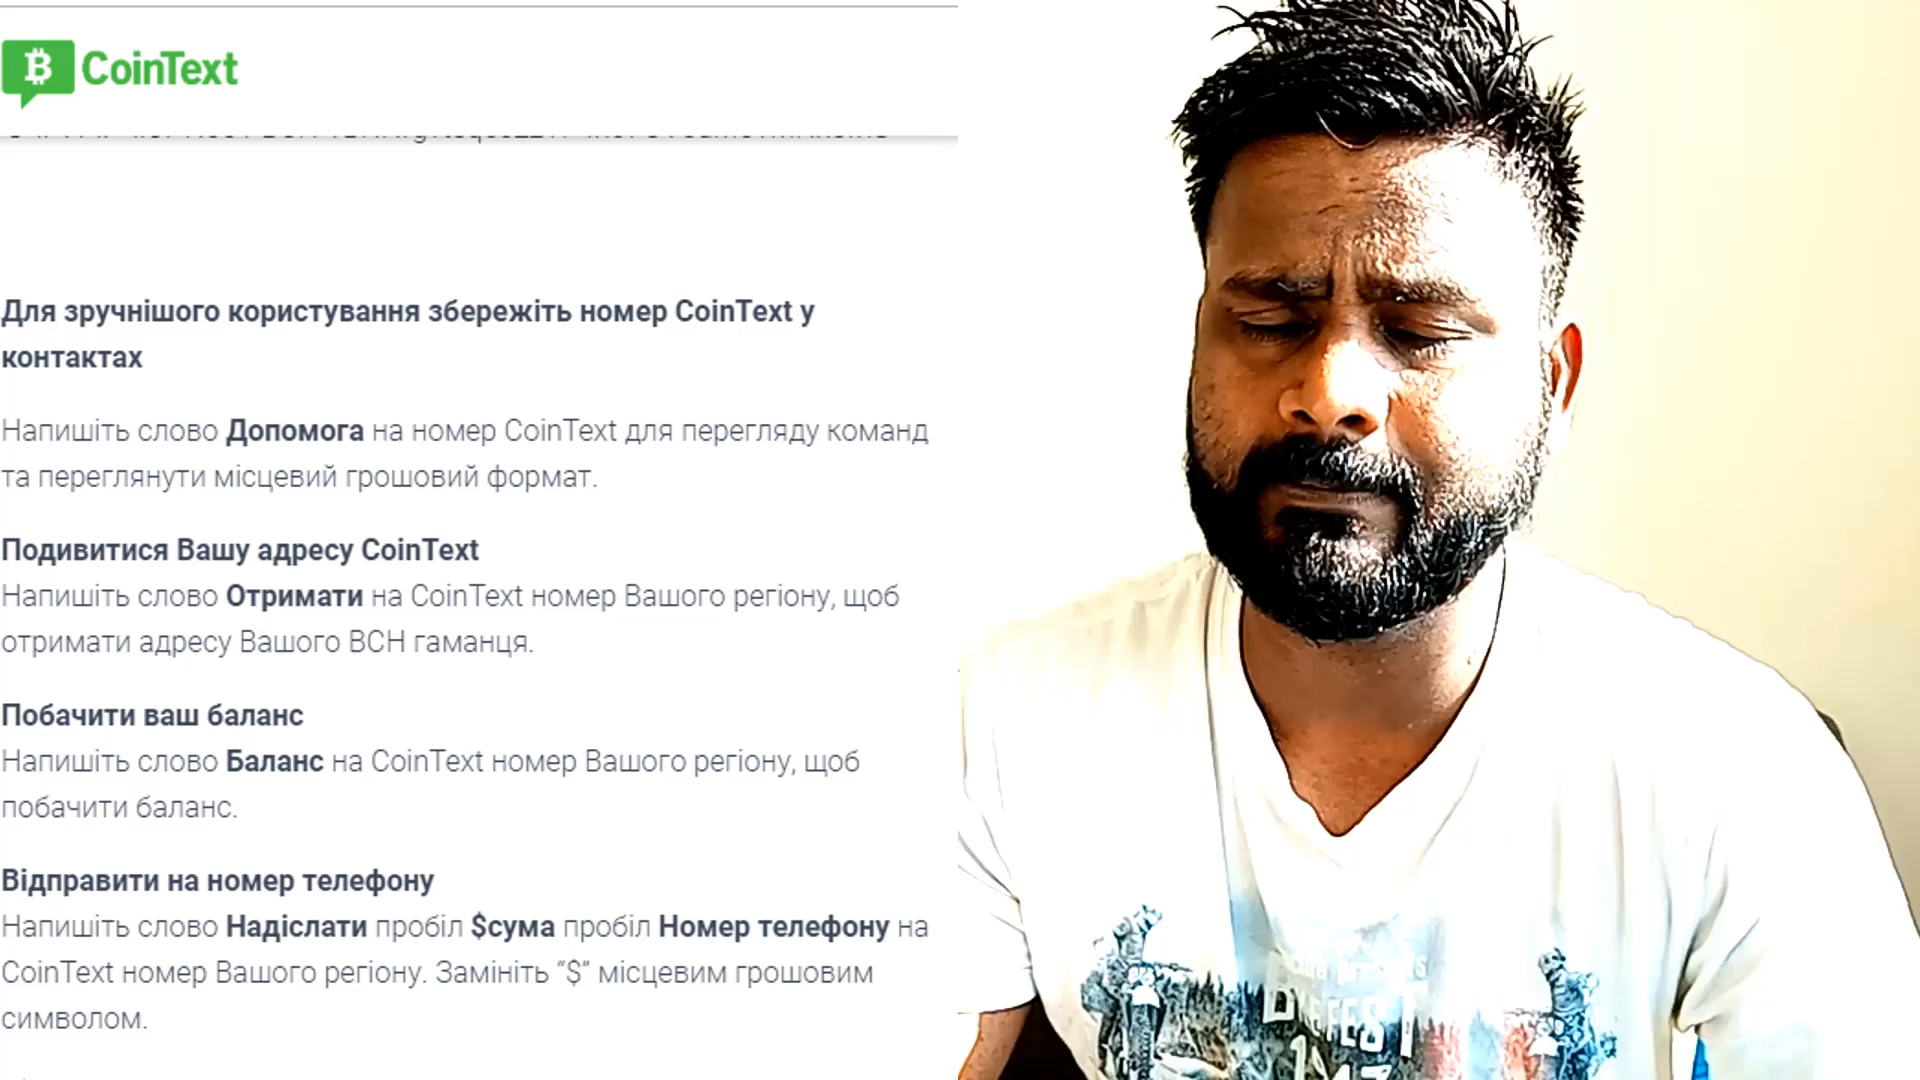 CoinText
Для зручнішого користування збережіть номер CoinText у
контактах
Напишіть слово Допомога на номер CoinText для перегляду команд
та переглянути місцевий грошовий формат.
Подивитися Вашу адресу CoinText
Напишіть слово Отримати на CoinText номер Вашого регіону, щоб
отримати адресу Вашого BCH гаманця.
Побачити ваш баланс
Напишіть слово Баланс на CoinText номер Вашого регіону, щоб
побачити баланс.
Відправити на номер телефону
Напишіть слово Надіслати пробіл $сума пробіл Номер телефону на
CoinText номер Вашого регіону. Замініть “$” місцевим грошовим
символом.